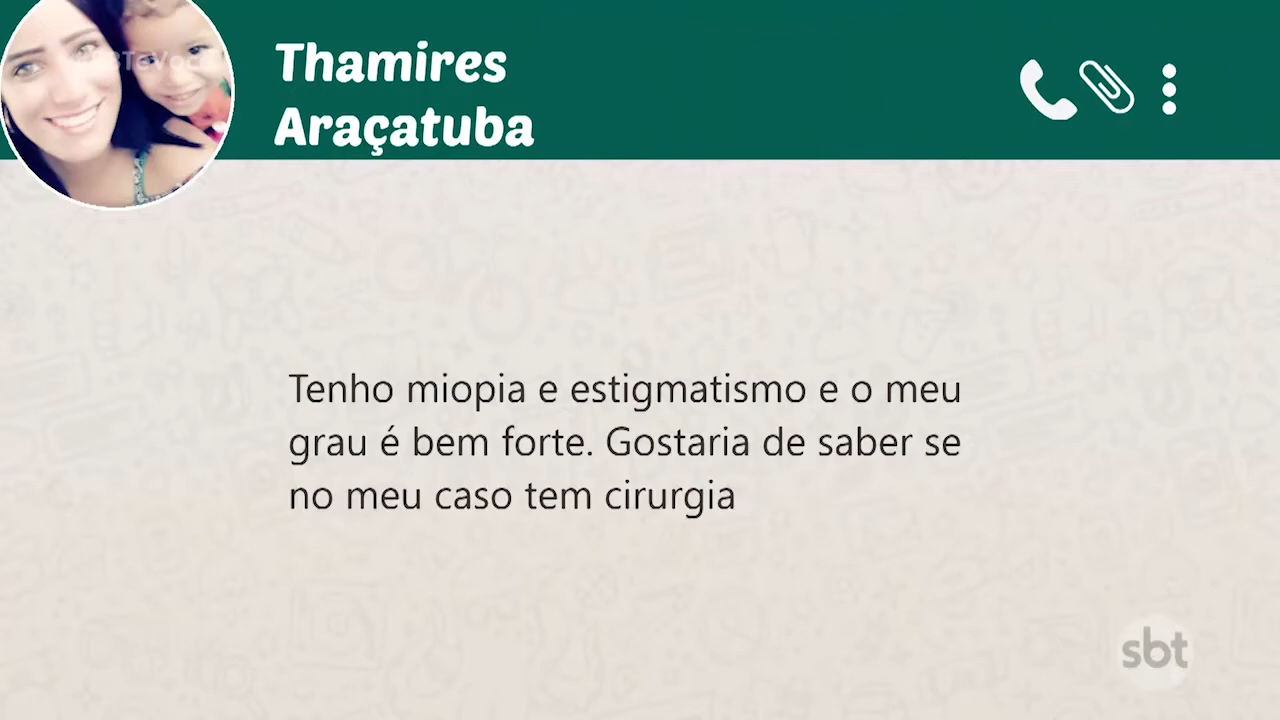 Thamires
Araçatuba
Tenho miopia e estigmatismo e o meu
grau é bem forte. Gostaria de saber se
no meu caso tem cirurgia
sbt